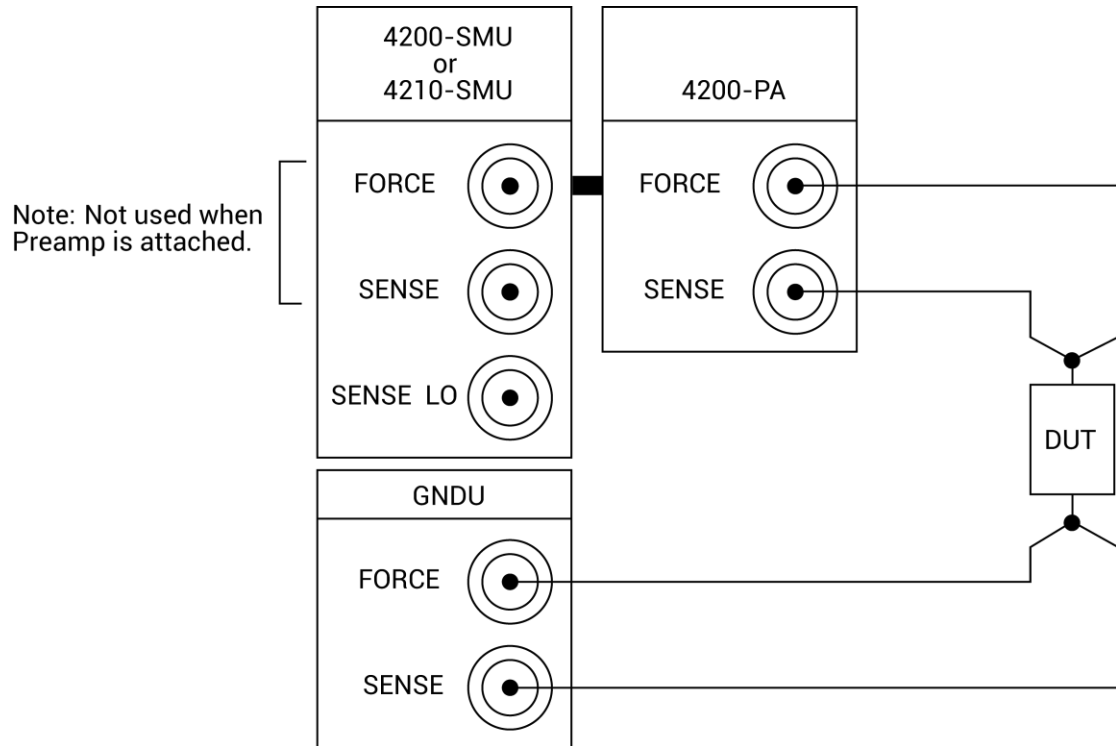 4200-SMU
or
4210-SMU
FORCE
SENSE
SENSE LO
4200-PA
FORCE
SENSE
Note: Not used when
Preamp is attached.
DUT
GNDU
FORCE
SENSE